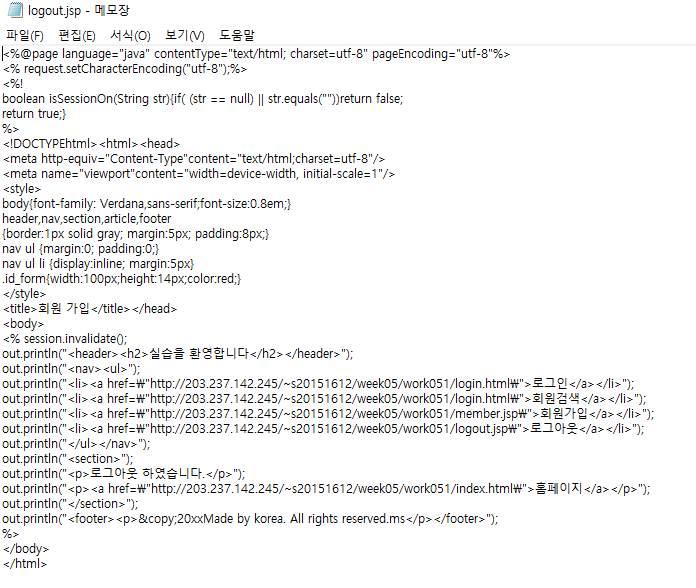 logout.jsp - 메모장
파일(F) 편집(E) 서식(O) 보기(V) 도움말
<%@page language="java" contentType="text/html; charset=utf-8" pageEncoding="utf-8"%>
<% request.setCharacterEncoding("utf-8");%>
<%!
boolean isSessionOn(String str){if( (str == null) || str.equals(""))return false;
return true;}
%>
<!DOCTYPEhtml><html><head>
<meta http-equiv="Content-Type"content="text/html;charset=utf-8"/>
<meta name="viewport"content="width=device-width, initial-scale=1"/>
<style>
body{font-family: Verdana,sans-serif;font-size:0.8em;}
header,nav,section,article,footer
{border:1px solid gray; margin:5px; padding:8px;}
nav ul {margin:0; padding:0;}
nav ul li {display:inline; margin:5px}
.id_form{width:100px;height:14px;color:red;}
</style>
<title>회원 가입</title></head>
<body>
<% session.invalidate();
out.println("<header><h2>실습을 환영합니다</h2></header>");
out.println("<nav><ul>");
out.println("<li><a href=₩"http://203.237.142.245/~s20151612/week05/work051/login.html₩">로그인</a></li>");
out.println("<li><a href=₩"http://203.237.142.245/~s20151612/week05/work051/login.html₩">회원검색</a></li>");
out.println("<li><a href=₩"http://203.237.142.245/~s20151612/week05/work051/member.jsp₩">회원가입</a></li>");
out.println("<li><a href=₩"http://203.237.142.245/~s20151612/week05/work051/logout.jsp₩">로그아웃</a></li>");
out.println("</ul></nav>");
out.println("<section>");
out.println("<p>로그아웃 하였습니다.</p>");
out.println("<p><a href=₩"http://203.237.142.245/~s20151612/week05/work051/index.html₩">홈페이지</a></p>");
out.println("</section>");
out.println("<footer><p>&copy;20xxMade by korea. All rights reserved.ms</p></footer>");
%>
</body>
</html>